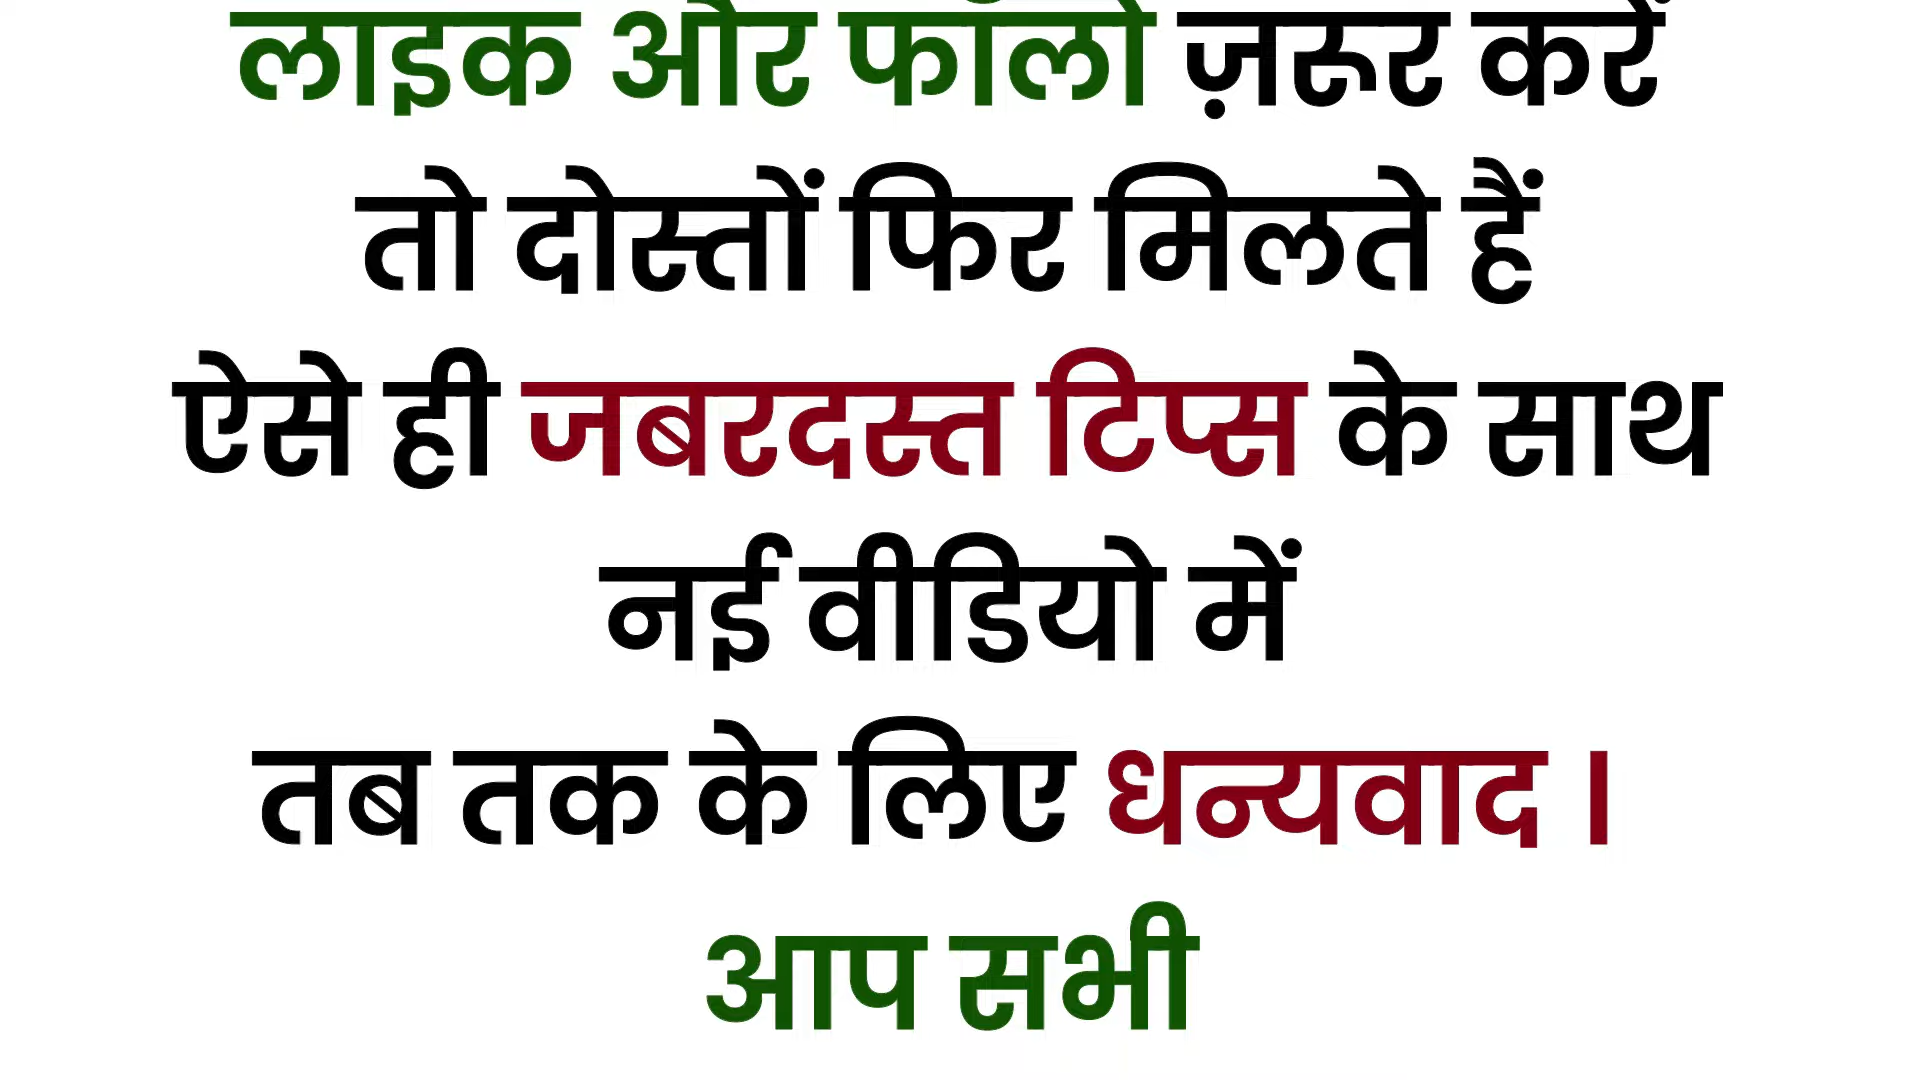 लाइक और फॉलो ज़रूर करें
तो दोस्तों फिर मिलते हैं
ऐसे ही जबरदस्त टिप्स के साथ
नई वीडियो में
तब तक के लिए धन्यवाद ।
आप सभी